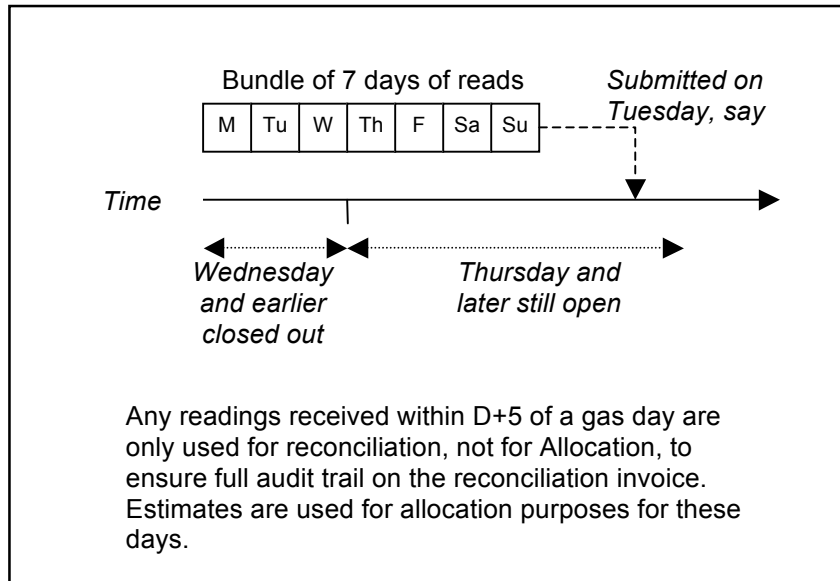 Bundle of 7 days of reads
Submitted on
Tuesday, say
M Tu W Th F Sa Su
Time
Wednesday
and earlier
closed out
Thursday and
later still open
Any readings received within D+5 of a gas day are
only used for reconciliation, not for Allocation, to
ensure full audit trail on the reconciliation invoice.
Estimates are used for allocation purposes for these
days.